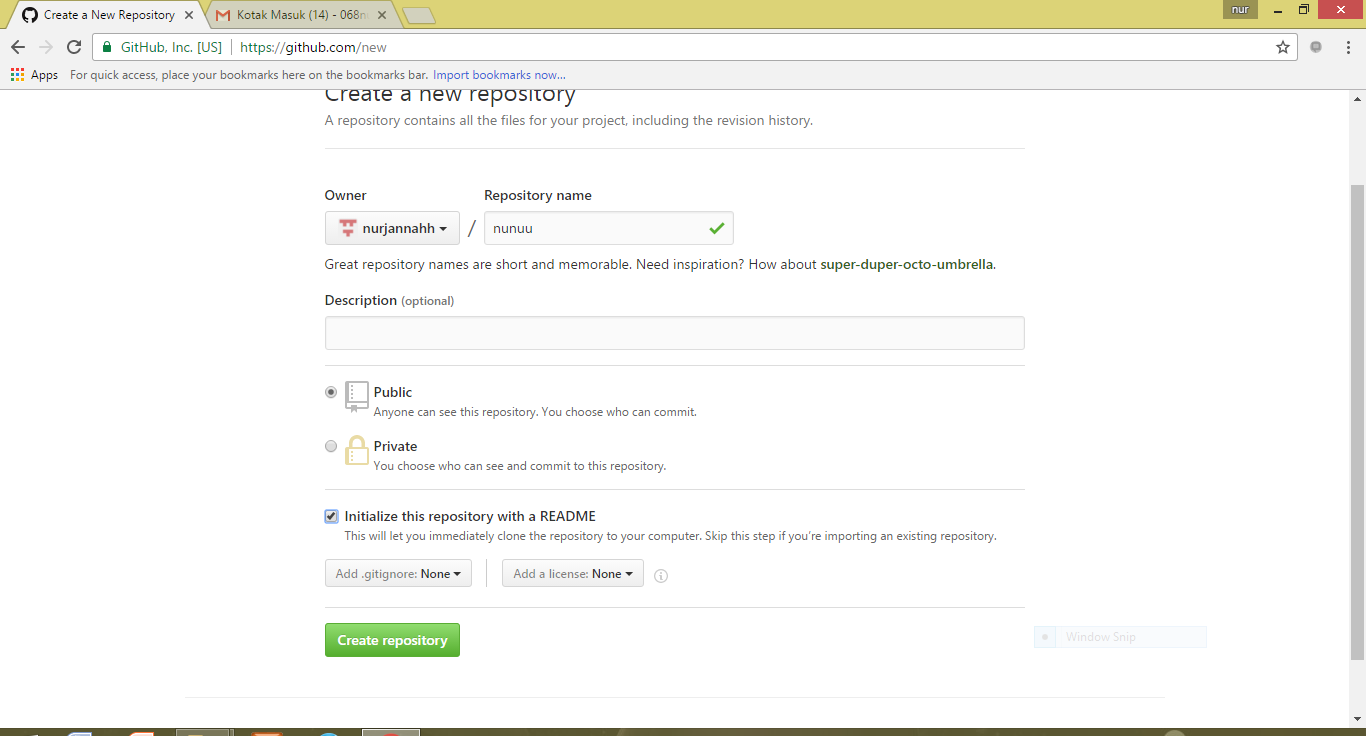 Create a New Repository
Kotak Masuk (14) - 068n
nur
GitHub, Inc. [US] https://github.com/new
Apps For quick access, place your bookmarks here on the bookmarks bar. Import bookmarks now...
Create a new repository
A repository contains all the files for your project, including the revision history.
Owner Repository name
nurjannahh / nunuu
Great repository names are short and memorable. Need inspiration? How about super-duper-octo-umbrella.
Description (optional)
Public
Anyone can see this repository. You choose who can commit.
Private
You choose who can see and commit to this repository.
Initialize this repository with a README
This will let you immediately clone the repository to your computer. Skip this step if you’re importing an existing repository.
Add .gitignore: None Add a license: None
Create repository
Window Snip